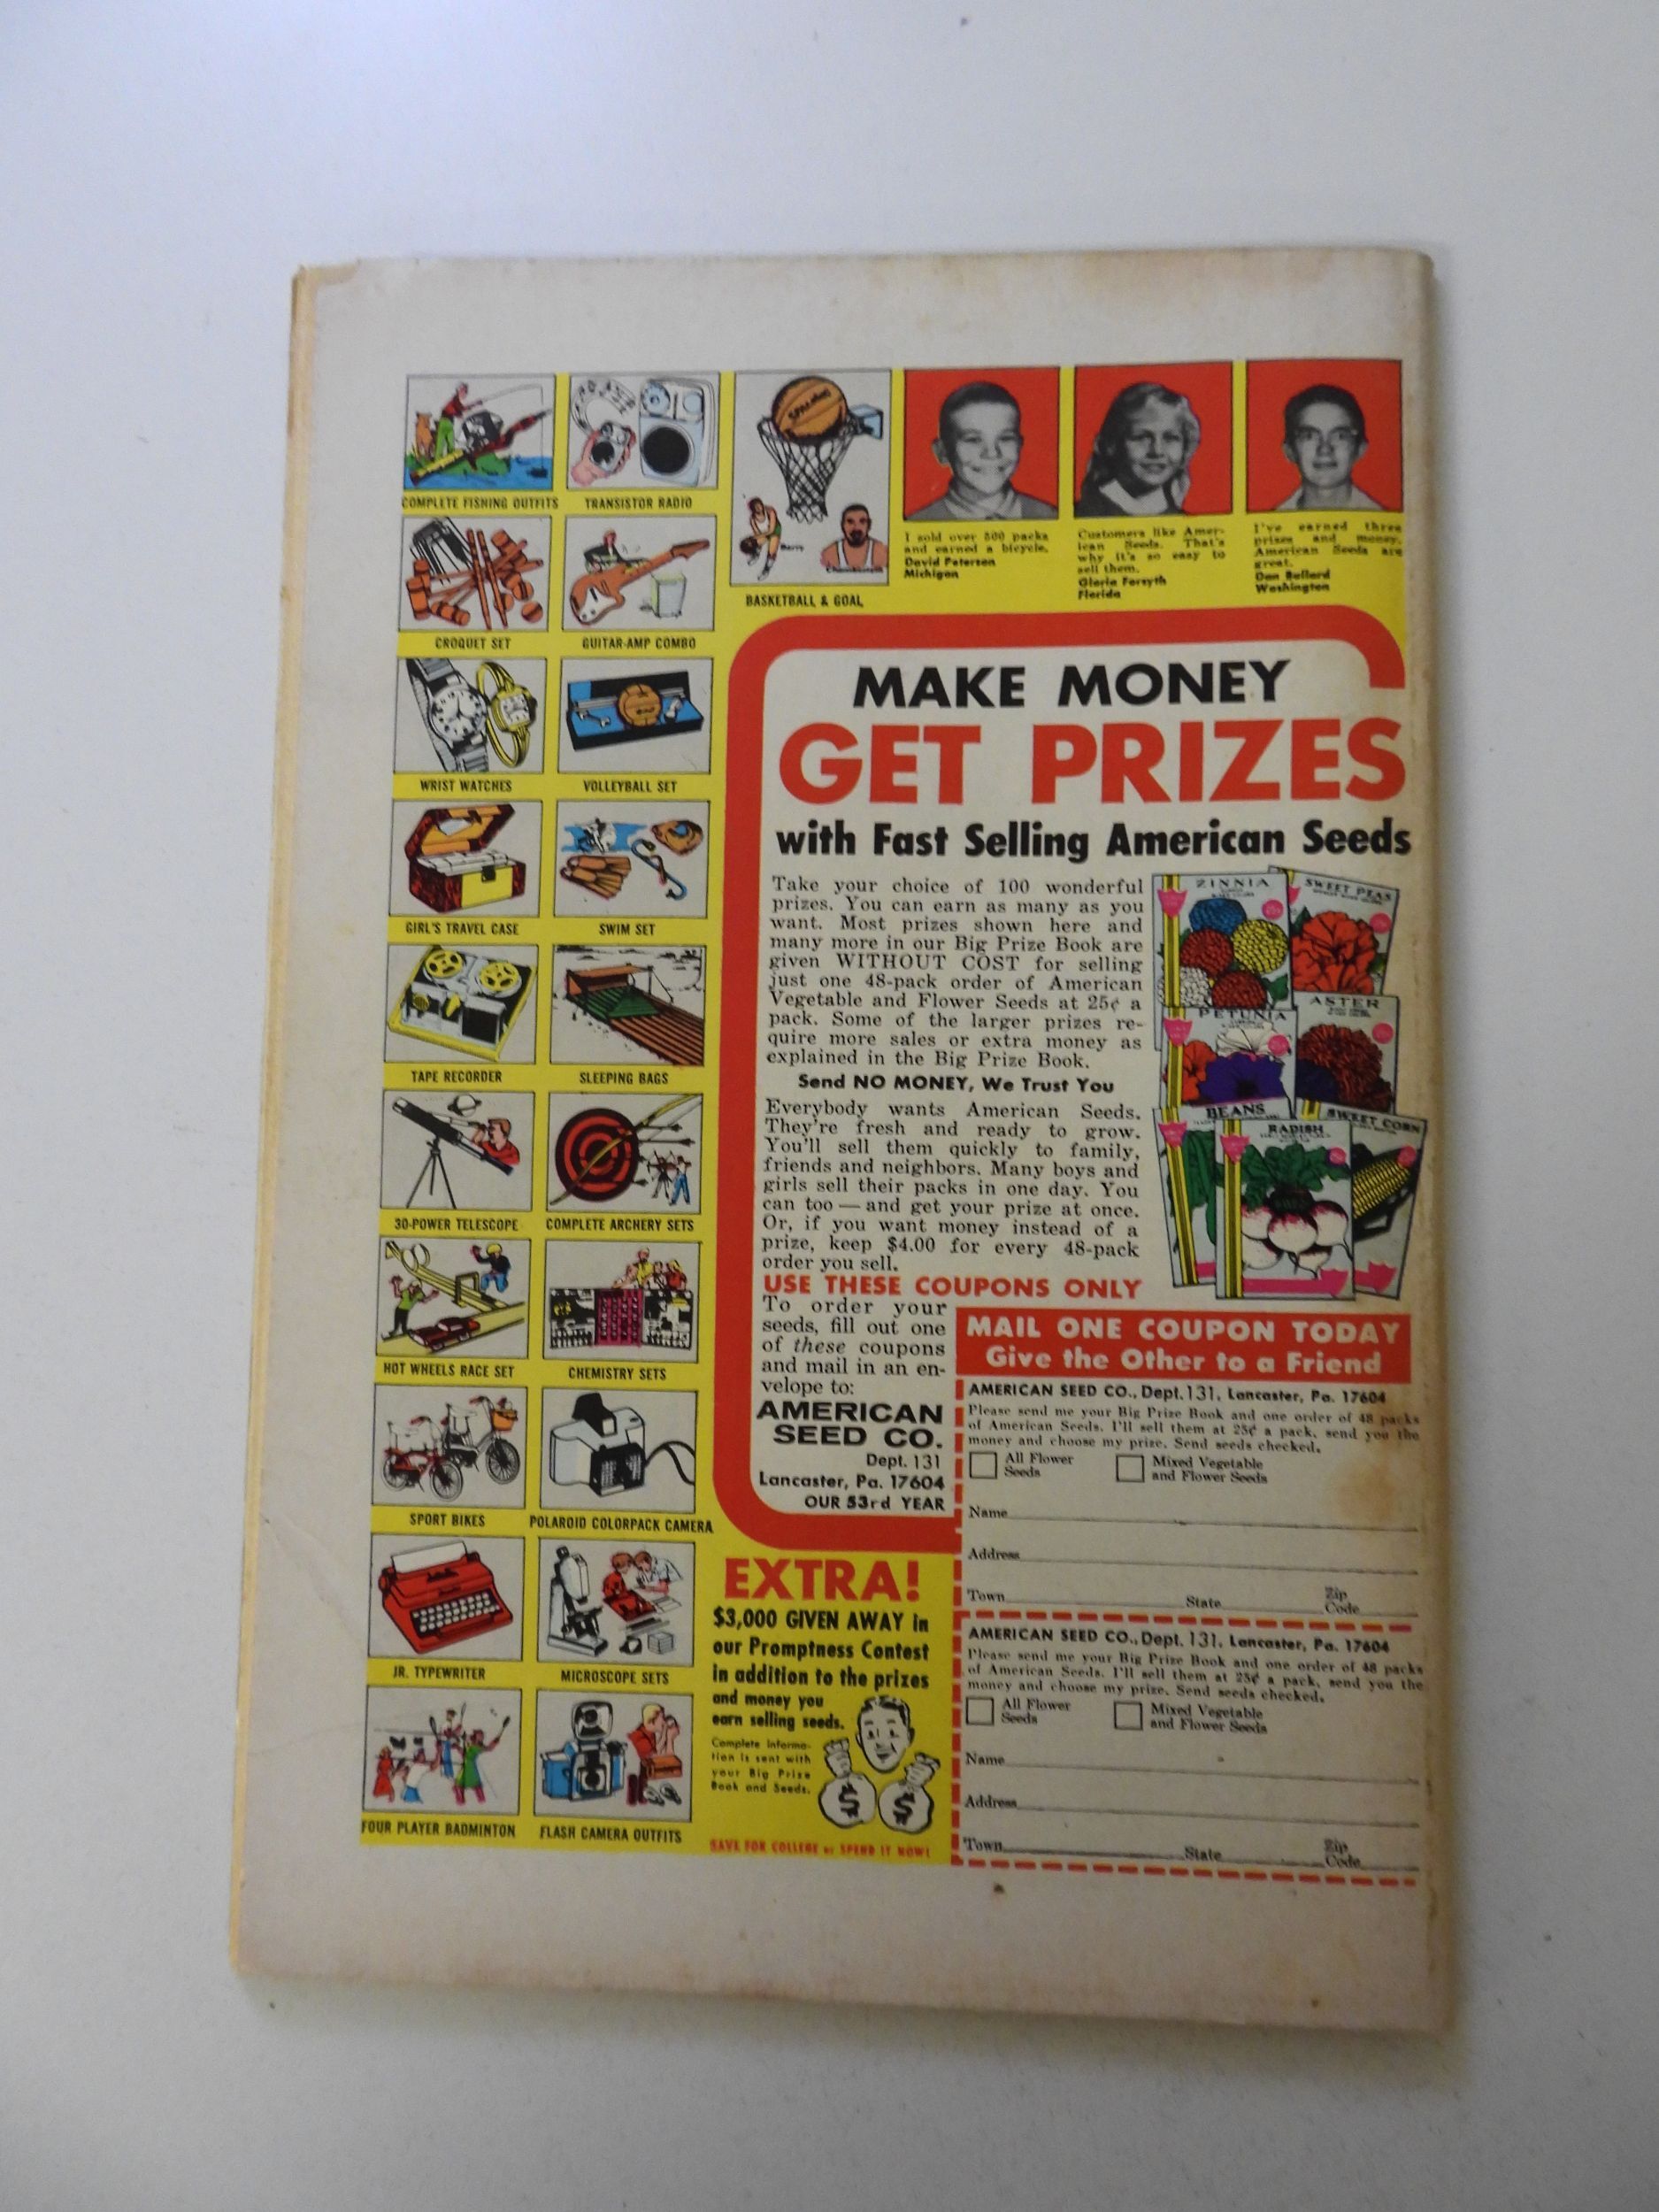 COMPLETE FISHING OUTFITS
TRANSISTOR RADIO
CROQUET SET
GUITAR-AMP COMBO
WRIST WATCHES
VOLLEYBALL SET
GIRL'S TRAVEL CASE
SWIM SET
TAPE RECORDER
SLEEPING BAGS
30-POWER TELESCOPE
COMPLETE ARCHERY SETS
HOT WHEELS RACE SET
CHEMISTRY SETS
SPORT BIKES
POLAROID COLORPACK CAMERA
JR. TYPEWRITER
MICROSCOPE SETS
FOUR PLAYER BADMINTON
FLASH CAMERA OUTFITS
SPALDING
BASKETBALL & GOAL
I sold over 500 packs
and earned a bicycle.
David Peterson
Michigan
Customers like Amer-
ican Seeds. That's
why it's so easy to
sell them.
Gloria Forsyth
Florida
I've earned three
prizes and money.
American Seeds are
great.
Dan Bollard
Washington
MAKE MONEY
GET PRIZES
with Fast Selling American Seeds
Take your choice of 100 wonderful
prizes. You can earn as many as you
want. Most prizes shown here and
many more in our Big Prize Book are
given WITHOUT COST for selling
just one 48-pack order of American
Vegetable and Flower Seeds at 25¢ a
pack. Some of the larger prizes re-
quire more sales or extra money as
explained in the Big Prize Book.
Send NO MONEY, We Trust You
Everybody wants American Seeds.
They're fresh and ready to grow.
You'll sell them quickly to family,
friends and neighbors. Many boys and
girls sell their packs in one day. You
can too — and get your prize at once.
Or, if you want money instead of a
prize, keep $4.00 for every 48-pack
order you sell.
ZINNIA
SWEET PEAS
PETUNIA
ASTER
BEANS
RADISH
SWEET CORN
USE THESE COUPONS ONLY
To order your
seeds, fill out one
of these coupons
and mail in an en-
velope to:
AMERICAN
SEED CO.
Dept. 131
Lancaster, Pa. 17604
OUR 53rd YEAR
MAIL ONE COUPON TODAY
Give the Other to a Friend
AMERICAN SEED CO., Dept. 131, Lancaster, Pa. 17604
Please send me your Big Prize Book and one order of 48 packs
of American Seeds. I'll sell them at 25¢ a pack, send you the
money and choose my prize. Send seeds checked.
All Flower
Seeds
Mixed Vegetable
and Flower Seeds
Name
Address
Town State Zip
Code
AMERICAN SEED CO., Dept. 131, Lancaster, Pa. 17604
Please send me your Big Prize Book and one order of 48 packs
of American Seeds. I'll sell them at 25¢ a pack, send you the
money and choose my prize. Send seeds checked.
All Flower
Seeds
Mixed Vegetable
and Flower Seeds
Name
Address
Town State Zip
Code
EXTRA!
$3,000 GIVEN AWAY in
our Promptness Contest
in addition to the prizes
and money you
earn selling seeds.
Complete informa-
tion is sent with
your Big Prize
Book and Seeds.
$ $
SAVE FOR COLLEGE or SPEND IT NOW!